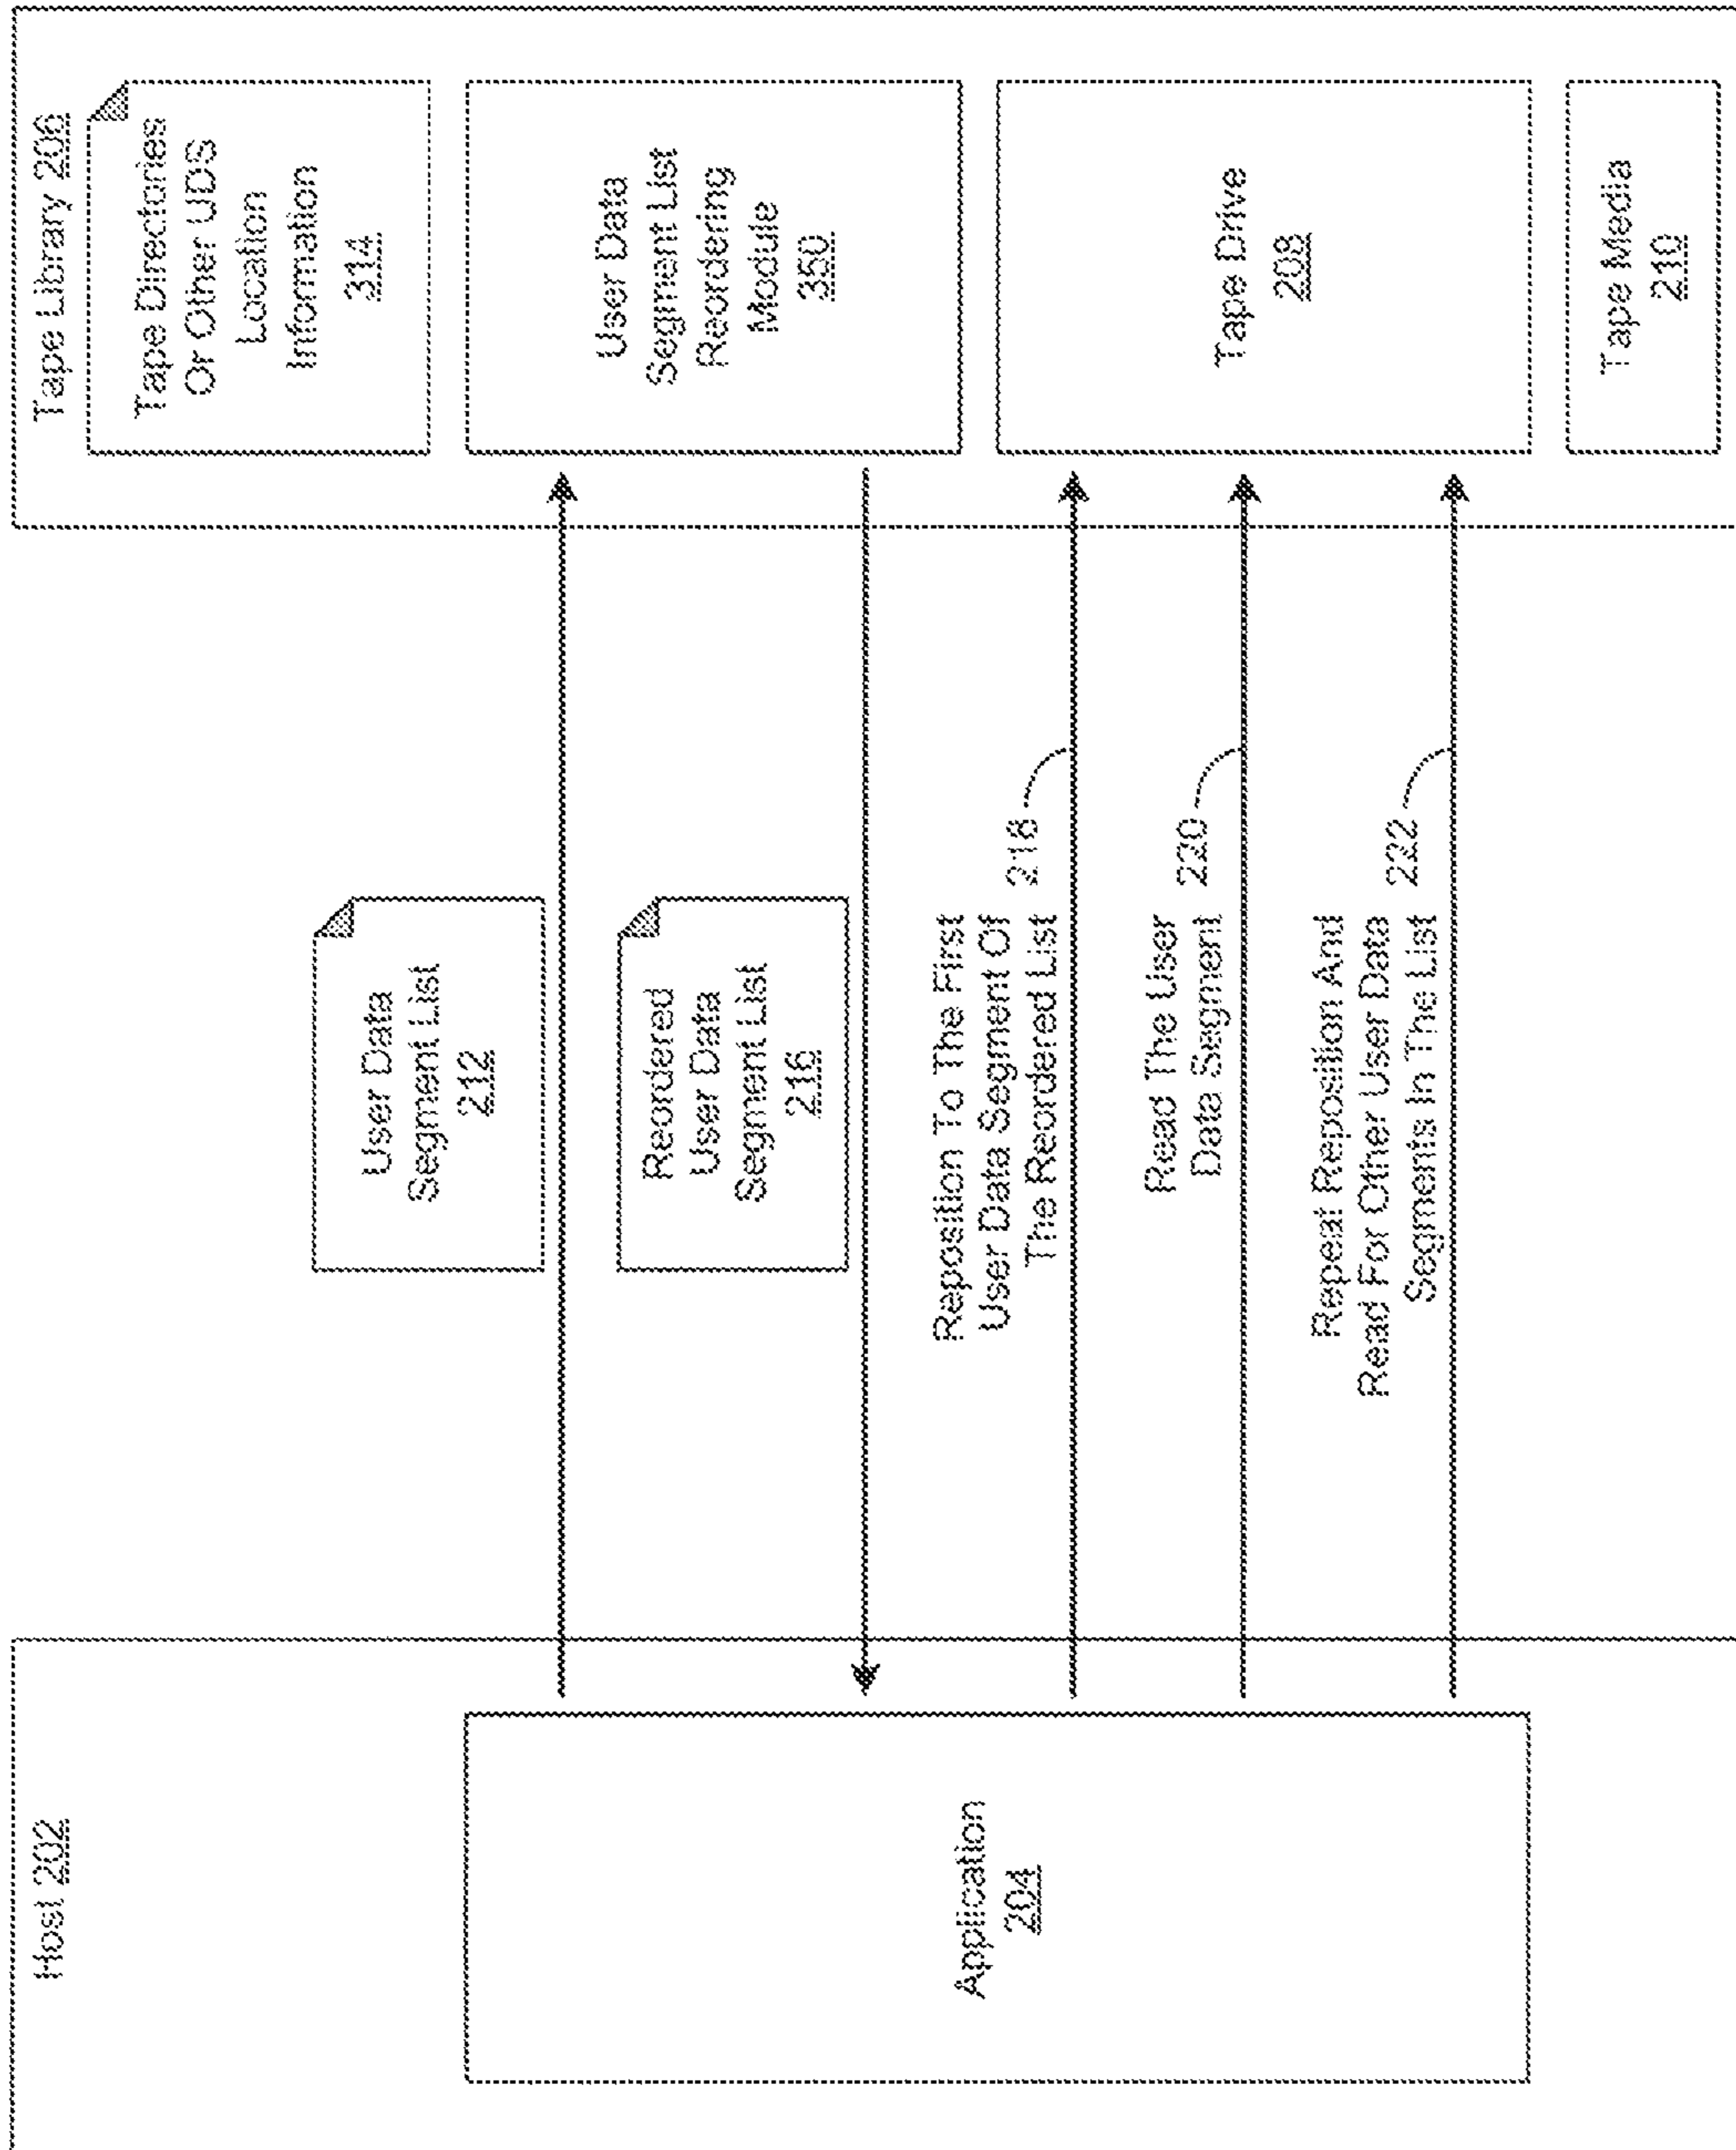 Host 202
Application
204
User Data
Segment List
212
Reordered
User Data
Segment List
216
Reposition To The First
User Data Segment Of
The Reordered List
218
Read The User
Data Segment
220
Repeat Reposition And
Read For Other User Data
Segments In The List
222
Tape Library 206
Tape Directories
Or Other UDS
Location
Information
314
User Data
Segment List
Reordering
Module
350
Tape Drive
208
Tape Media
210